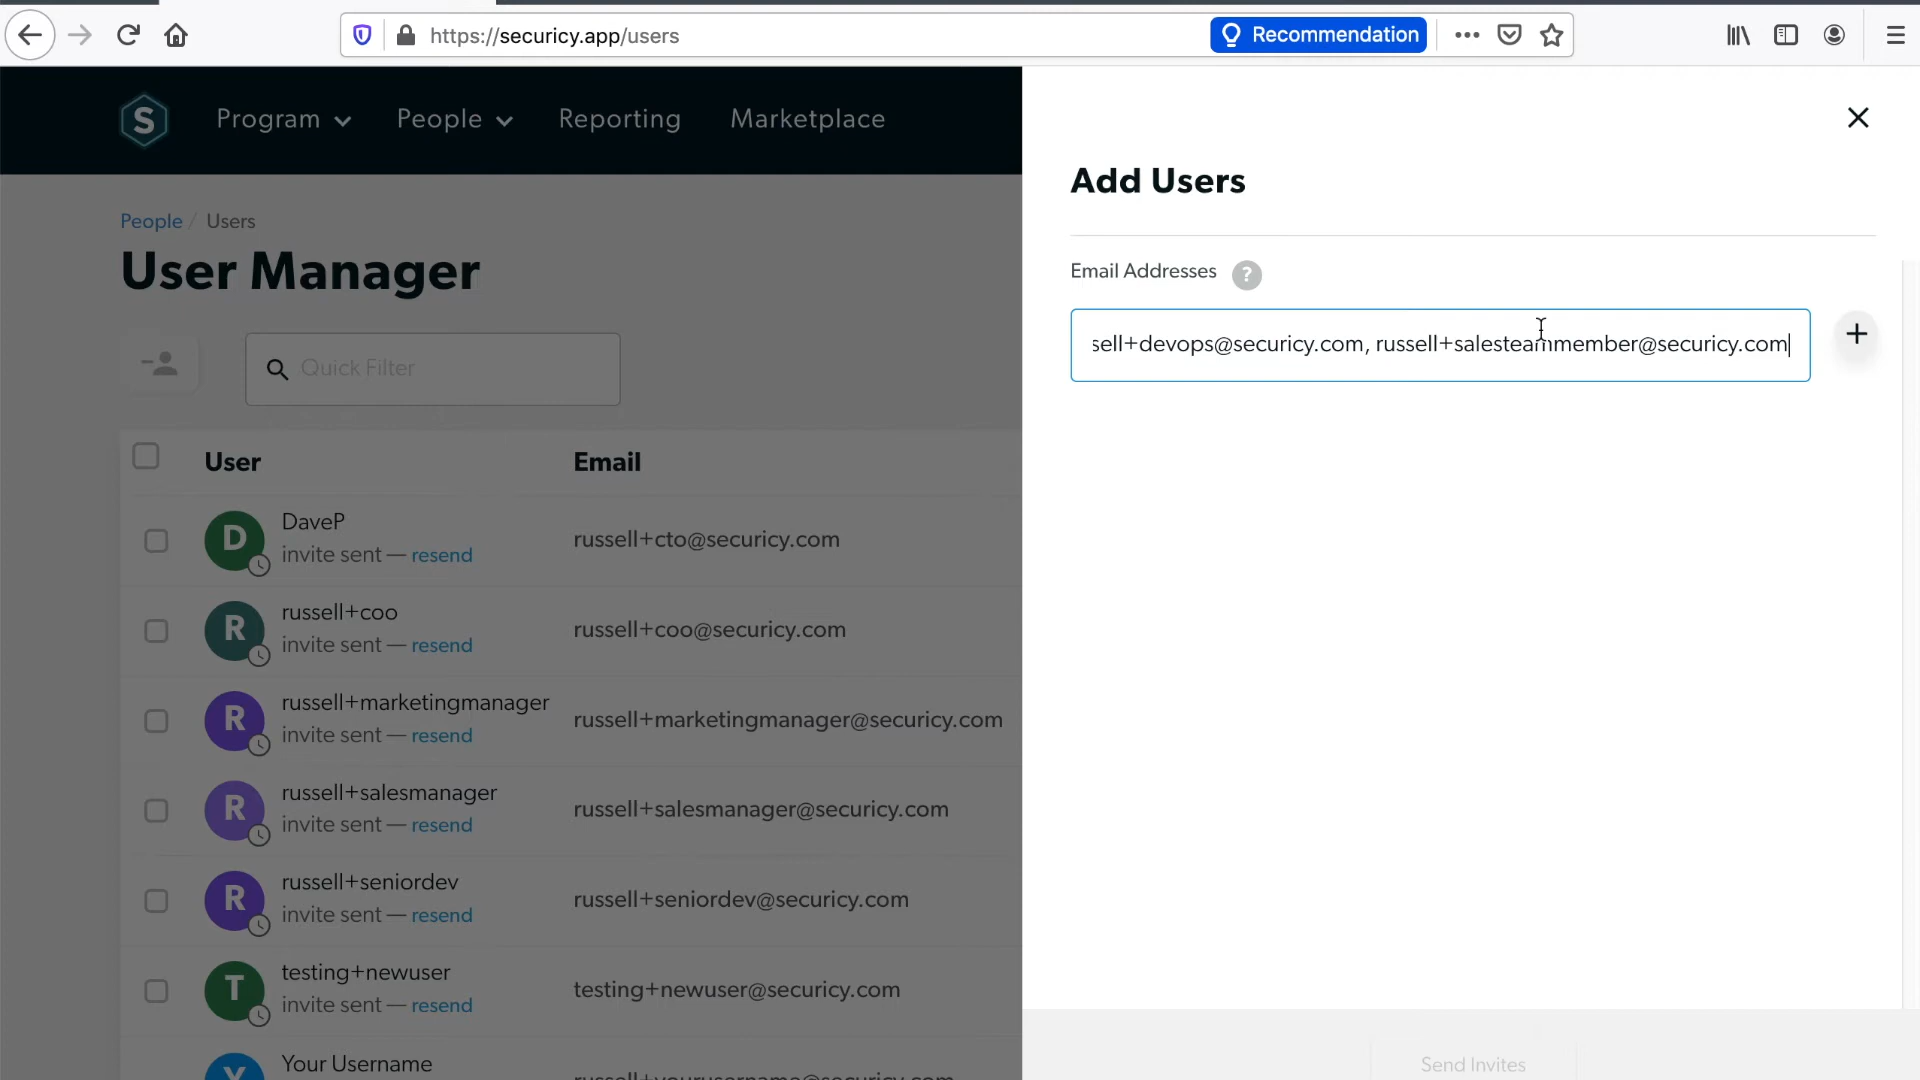 https://securicy.app/users
Recommendation
S
Program
People
Reporting
Marketplace
People / Users
User Manager
Quick Filter
User
Email
D
DaveP
invite sent — resend
russell+cto@securicy.com
R
russell+coo
invite sent — resend
russell+coo@securicy.com
R
russell+marketingmanager
invite sent — resend
russell+marketingmanager@securicy.com
R
russell+salesmanager
invite sent — resend
russell+salesmanager@securicy.com
R
russell+seniordev
invite sent — resend
russell+seniordev@securicy.com
T
testing+newuser
invite sent — resend
testing+newuser@securicy.com
Y
Your Username
russell+yourusername@securicy.com
Add Users
Email Addresses ?
sell+devops@securicy.com, russell+salesteammember@securicy.com
Send Invites